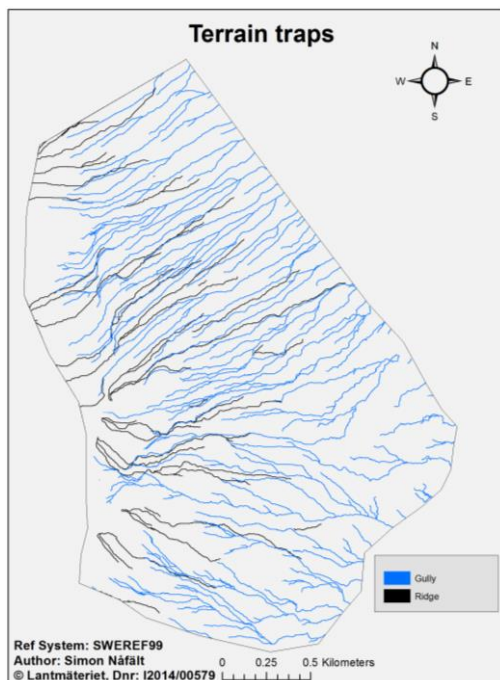 Terrain traps
N
W E
S
Gully
Ridge
Ref System: SWEREF99
Author: Simon Nåfält
© Lantmäteriet, Dnr: I2014/00579
0 0.25 0.5 Kilometers